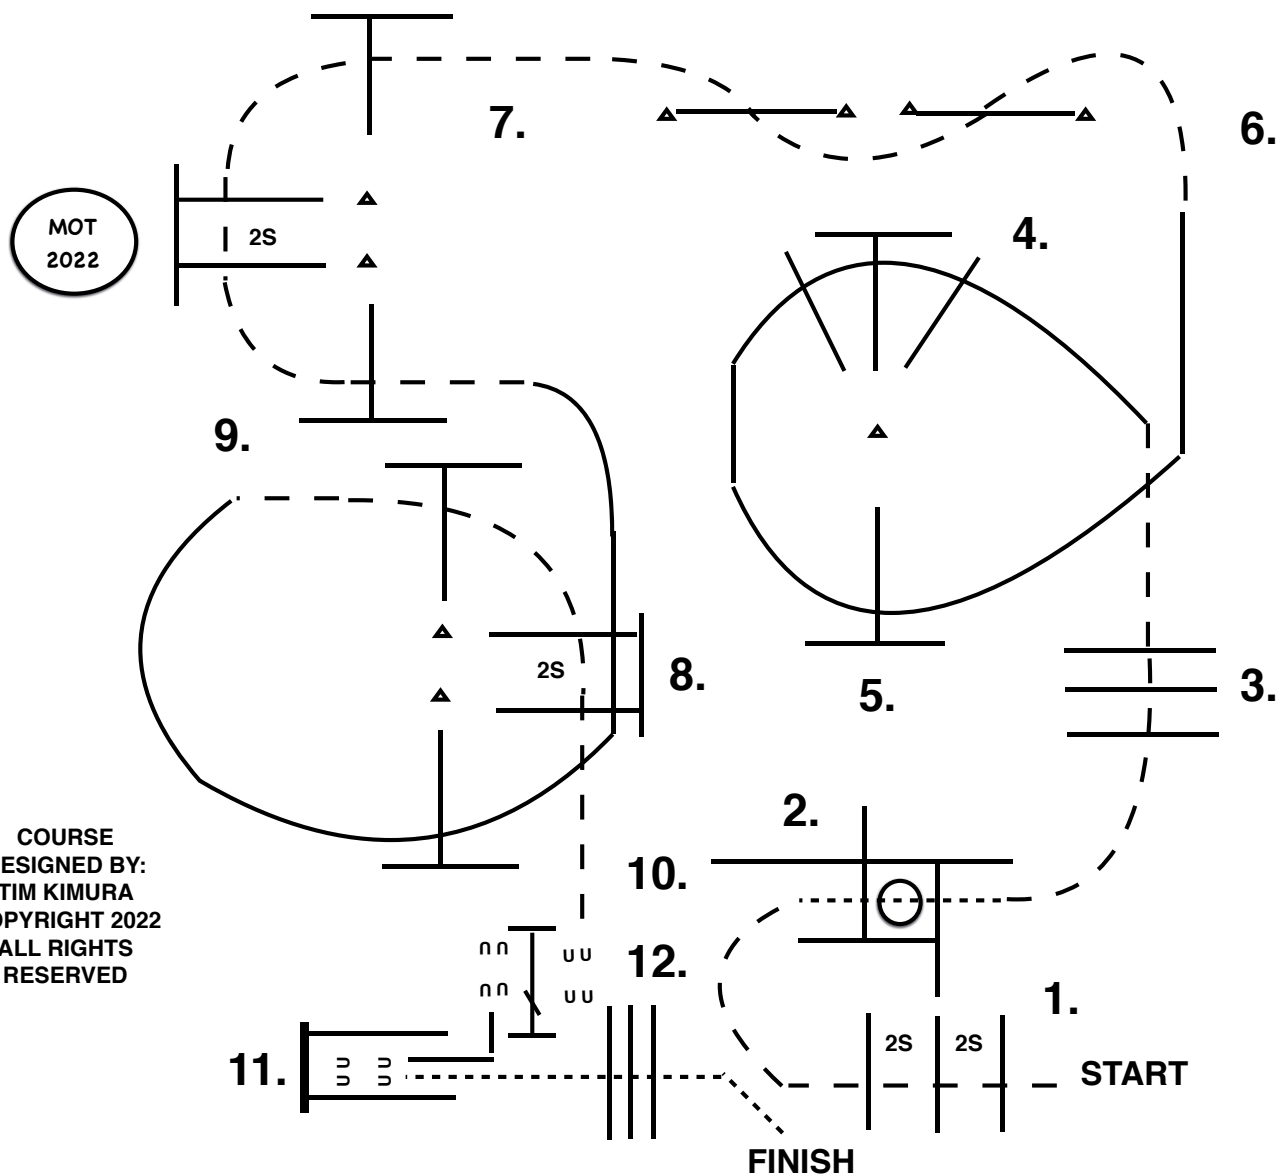 7.
6.
MOT
2022
2S
4.
9.
2S
8.
3.
5.
2.
COURSE
ESIGNED BY:
TIM KIMURA
OPYRIGHT 2022
ALL RIGHTS
RESERVED
10.
12.
1.
2S
2S
11.
START
FINISH